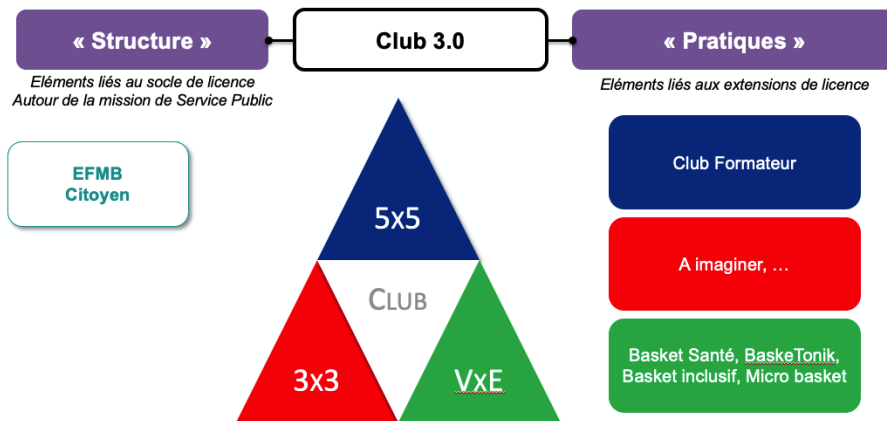 « Structure »
Club 3.0
« Pratiques »
Eléments liés au socle de licence
Autour de la mission de Service Public
Eléments liés aux extensions de licence
EFMB
Citoyen
5x5
CLUB
3x3
VxE
Club Formateur
A imaginer, …
Basket Santé, BaskeTonik,
Basket inclusif, Micro basket